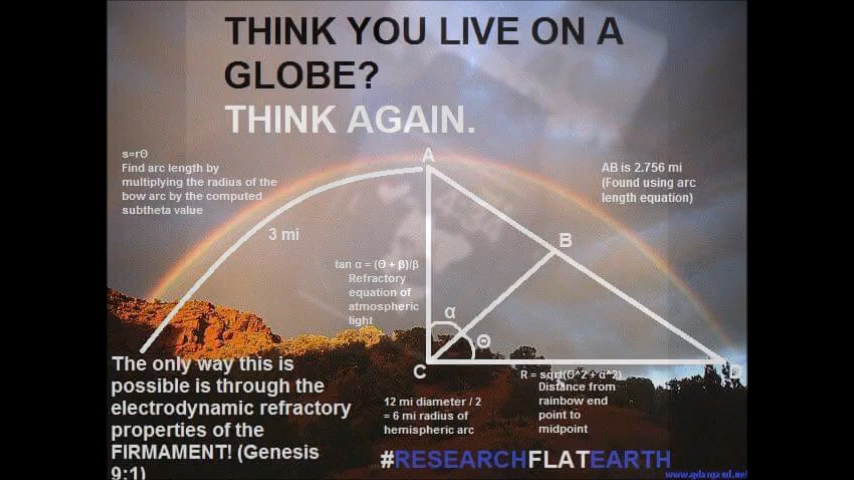 THINK YOU LIVE ON A
GLOBE?
THINK AGAIN.
s=rΘ
Find arc length by
multiplying the radius of the
bow arc by the computed
subtheta value
A
AB is 2.756 mi
(Found using arc
length equation)
3 mi
B
tan α = (Θ + β)/β
Refractory
equation of
atmospheric
light
α
Θ
C
D
R = sqrt(Θ^2 + α^2)
Distance from
rainbow end
point to
midpoint
12 mi diameter / 2
= 6 mi radius of
hemispheric arc
The only way this is
possible is through the
electrodynamic refractory
properties of the
FIRMAMENT! (Genesis
9:1)
#RESEARCHFLATEARTH